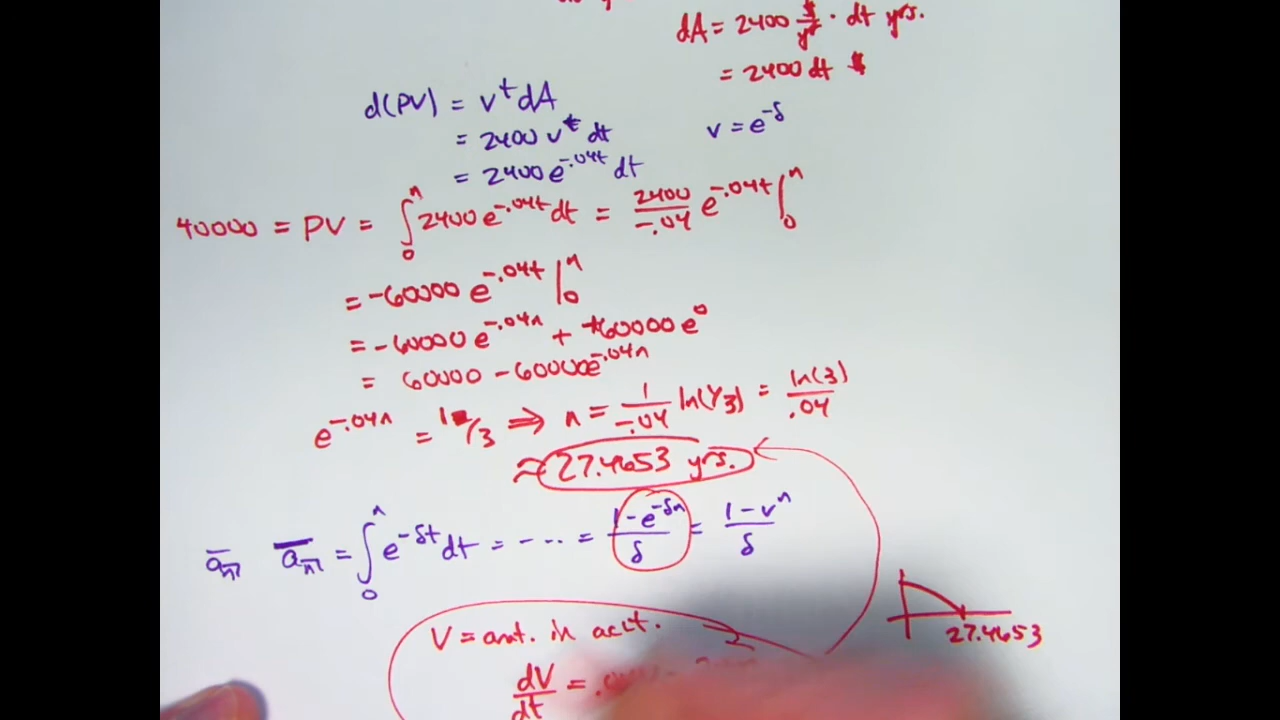 dA = 2400 $/yr · dt yrs.
= 2400 dt $
d(PV) = v^t dA
= 2400 v^t dt
v = e^-δ
= 2400 e^-.04t dt
40000 = PV = ∫_0^n 2400 e^-.04t dt = 2400/-.04 e^-.04t |_0^n
= -60000 e^-.04t |_0^n
= -60000 e^-.04n + +60000 e^0
= 60000 - 60000e^-.04n
e^-.04n = 1/3 ⇒ n = 1/-.04 ln(1/3) = ln(3)/.04
≈ 27.4653 yrs.
ā_n⌉ ā_n⌉ = ∫_0^n e^-δt dt = -... = 1-e^-δn/δ = 1-v^n/δ
V = amt. in acct.
27.4653
dV/dt =